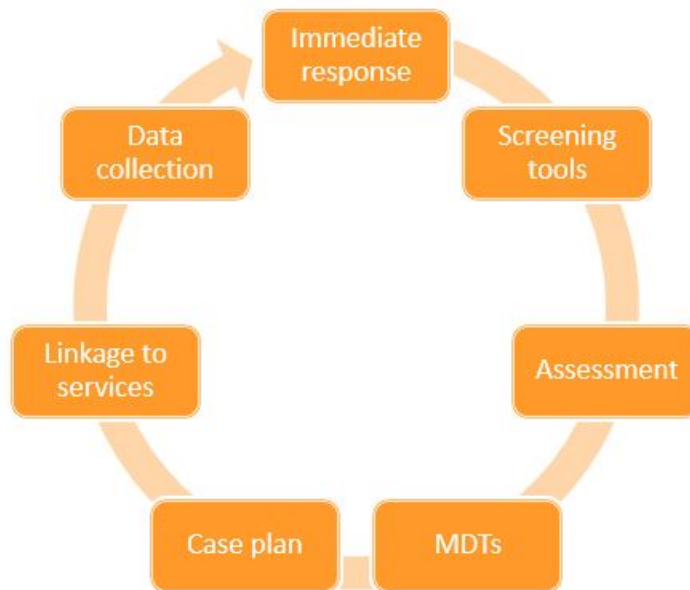 Immediate
response
Screening
tools
Assessment
MDTs
Case plan
Linkage to
services
Data
collection